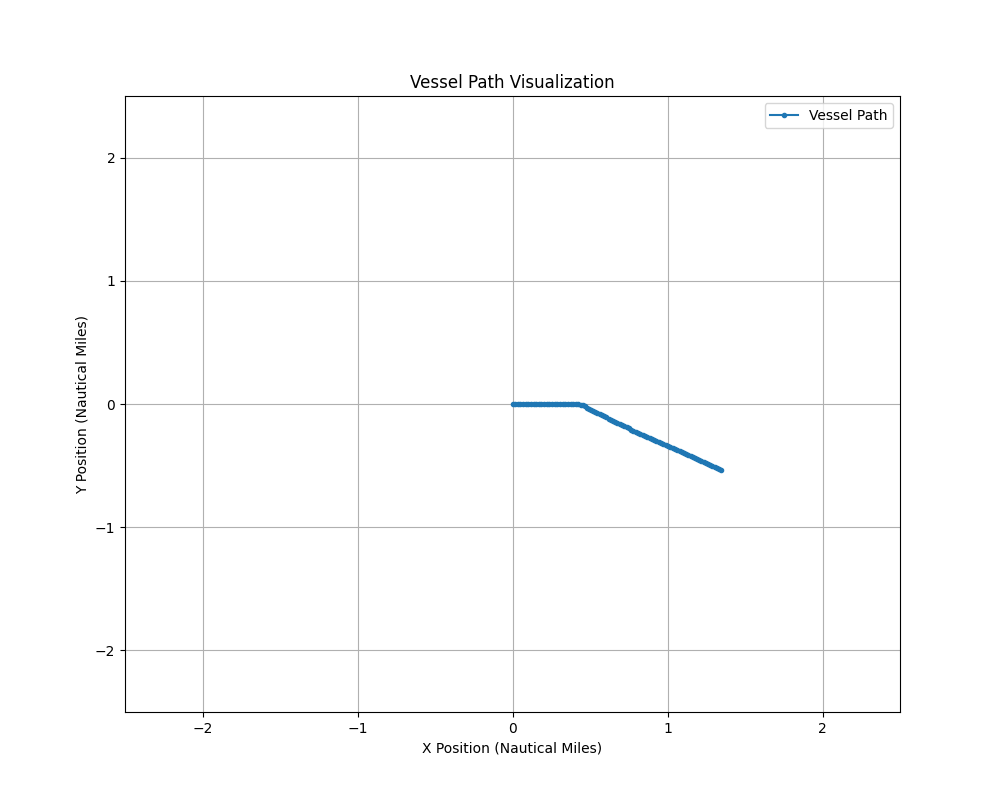 Vessel Path Visualization
Vessel Path
Y Position (Nautical Miles)
2
1
0
−1
−2
−2
−1
0
1
2
X Position (Nautical Miles)